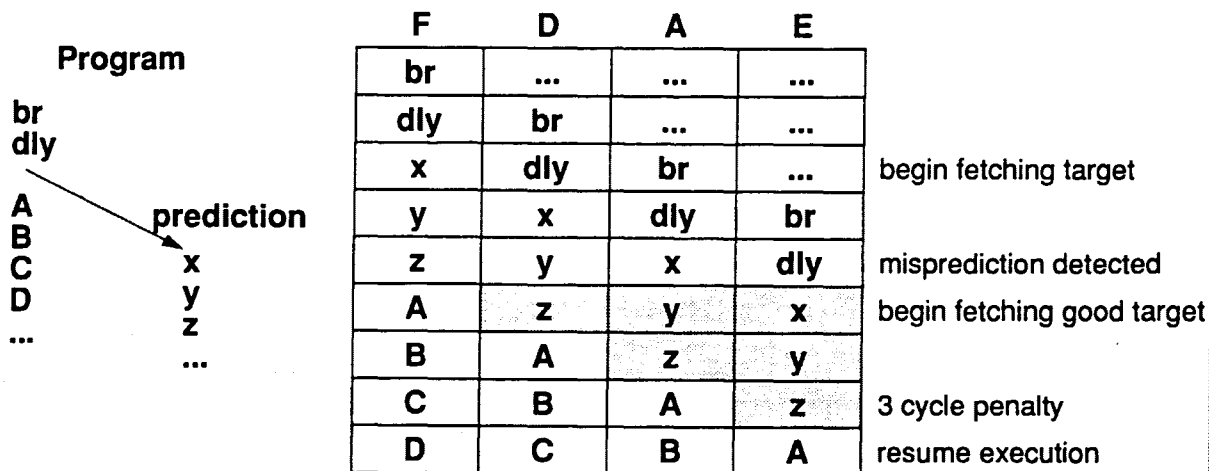 Program
br
dly
A
B
C
D
...
prediction
x
y
z
...
F D A E
br ... ... ...
dly br ... ...
x dly br ... begin fetching target
y x dly br
z y x dly misprediction detected
A z y x begin fetching good target
B A z y
C B A z 3 cycle penalty
D C B A resume execution